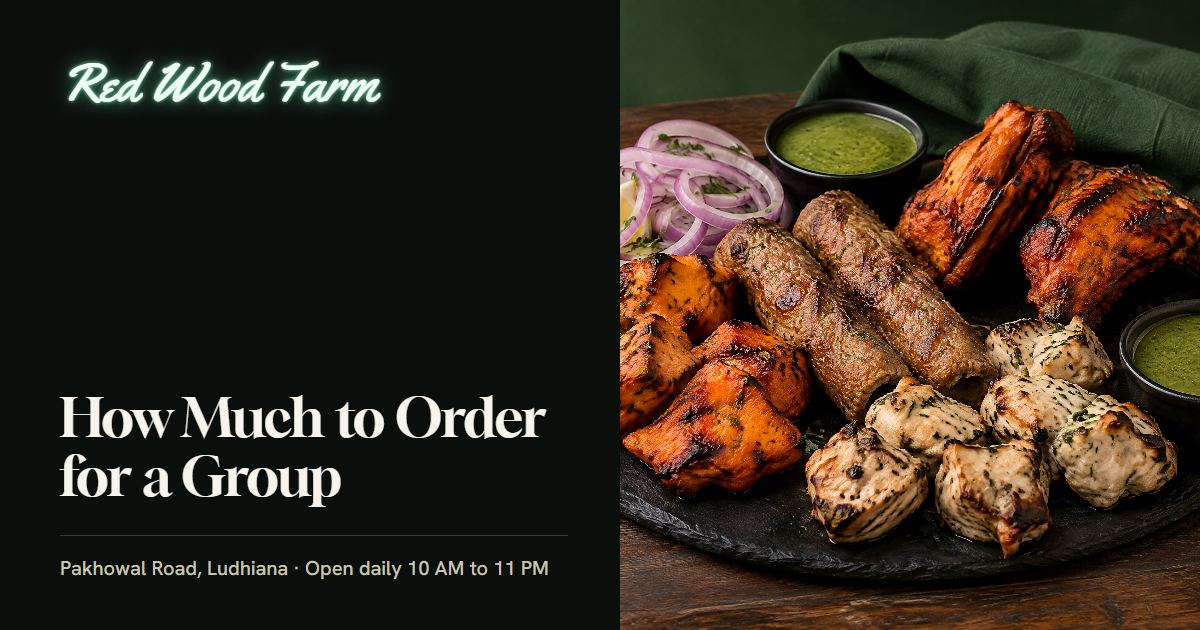 Red Wood Farm
How Much to Order
for a Group
Pakhowal Road, Ludhiana · Open daily 10 AM to 11 PM